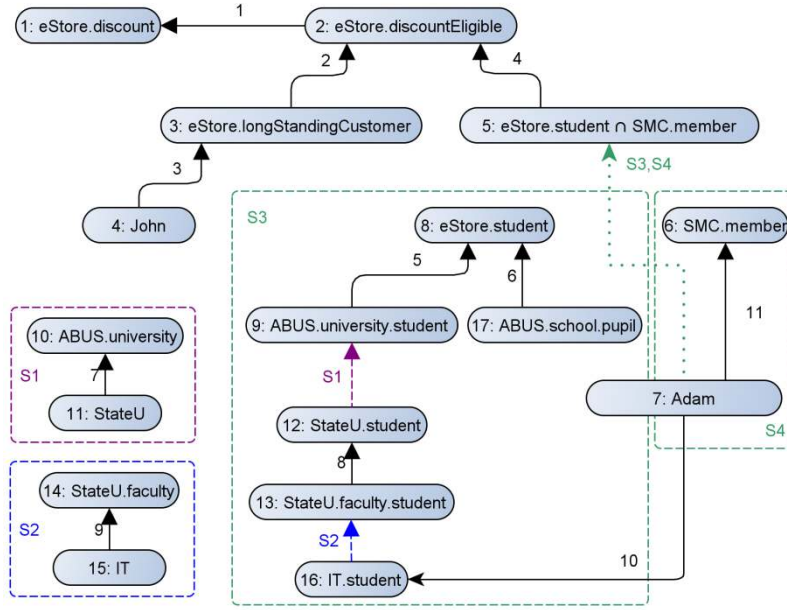 1: eStore.discount
1
2: eStore.discountEligible
2
4
3: eStore.longStandingCustomer
5: eStore.student ∩ SMC.member
3
S3,S4
4: John
S3
8: eStore.student
6: SMC.member
5
6
11
9: ABUS.university.student
17: ABUS.school.pupil
10: ABUS.university
S1
7
11: StateU
S1
7: Adam
S4
12: StateU.student
8
14: StateU.faculty
13: StateU.faculty.student
S2
9
S2
15: IT
10
16: IT.student